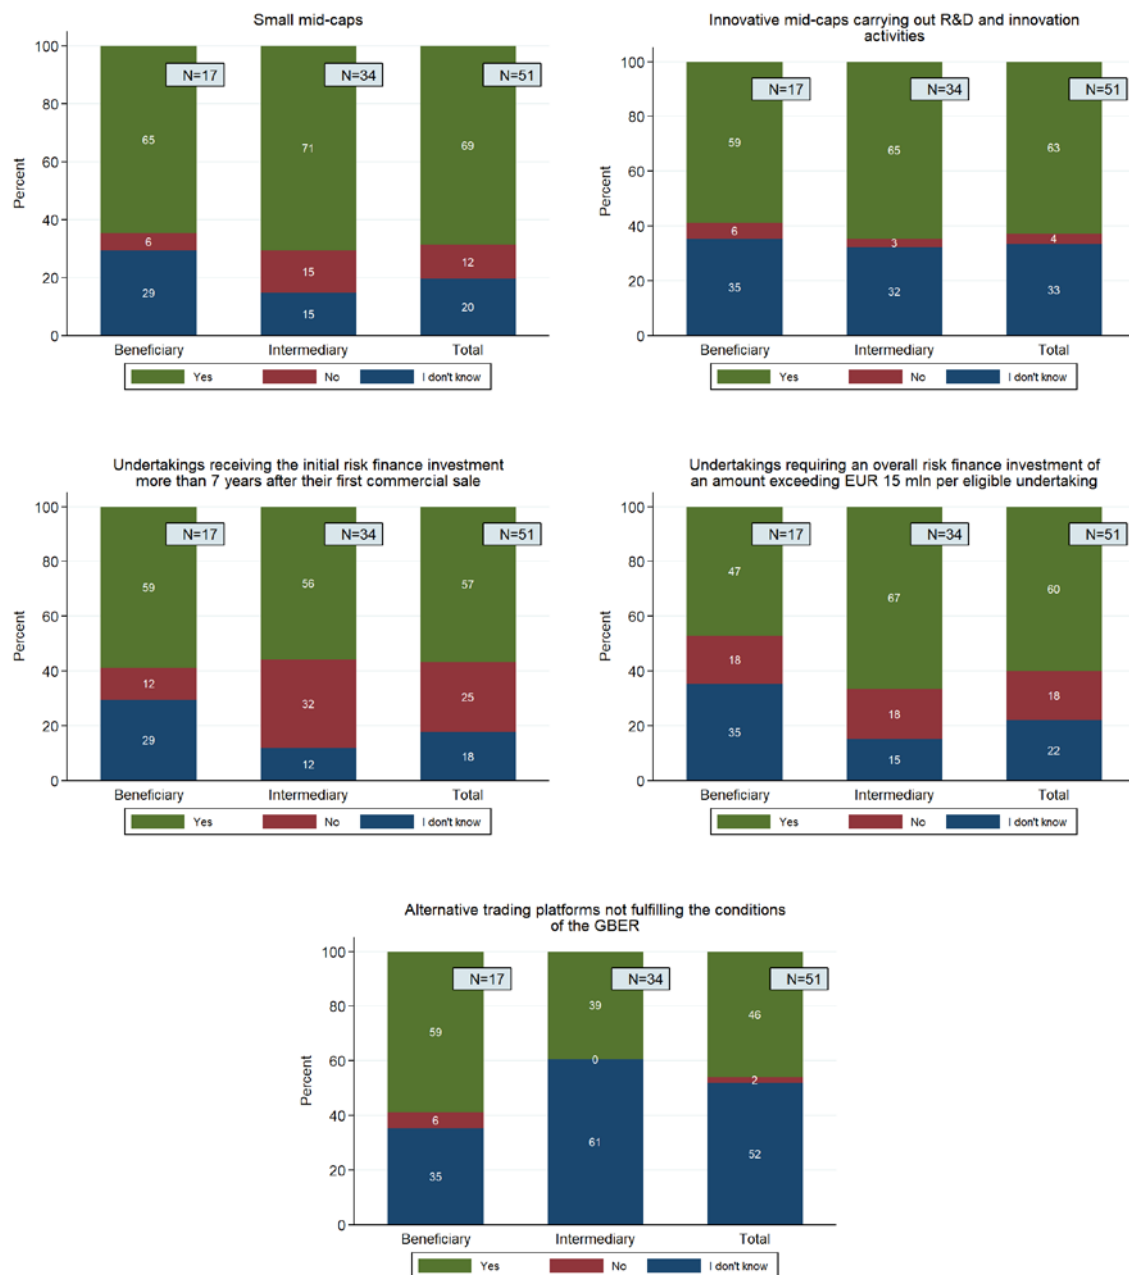 Small mid-caps
100
80
60
40
20
0
Percent
N=17
N=34
N=51
65
6
29
71
15
15
69
12
20
Beneficiary
Intermediary
Total
Yes
No
I don't know
Innovative mid-caps carrying out R&D and innovation
activities
100
80
60
40
20
0
Percent
N=17
N=34
N=51
59
6
35
65
3
32
63
4
33
Beneficiary
Intermediary
Total
Yes
No
I don't know
Undertakings receiving the initial risk finance investment
more than 7 years after their first commercial sale
100
80
60
40
20
0
Percent
N=17
N=34
N=51
59
12
29
56
32
12
57
25
18
Beneficiary
Intermediary
Total
Yes
No
I don't know
Undertakings requiring an overall risk finance investment of
an amount exceeding EUR 15 mln per eligible undertaking
100
80
60
40
20
0
Percent
N=17
N=34
N=51
47
18
35
67
18
15
60
18
22
Beneficiary
Intermediary
Total
Yes
No
I don't know
Alternative trading platforms not fulfilling the conditions
of the GBER
100
80
60
40
20
0
Percent
N=17
N=34
N=51
59
6
35
39
0
61
46
2
52
Beneficiary
Intermediary
Total
Yes
No
I don't know